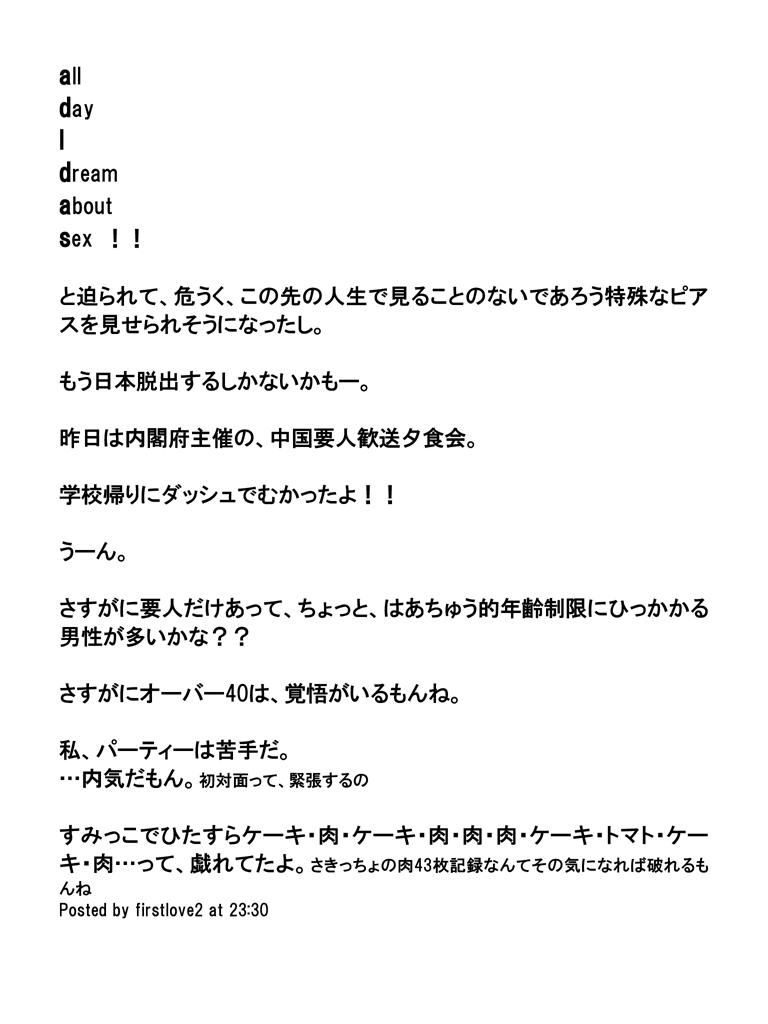 all
day
I
dream
about
sex ！！
と迫られて、危うく、この先の人生で見ることのないであろう特殊なピア
スを見せられそうになったし。
もう日本脱出するしかないかもー。
昨日は内閣府主催の、中国要人歓送夕食会。
学校帰りにダッシュでむかったよ！！
うーん。
さすがに要人だけあって、ちょっと、はあちゅう的年齢制限にひっかかる
男性が多いかな？？
さすがにオーバー40は、覚悟がいるもんね。
私、パーティーは苦手だ。
…内気だもん。初対面って、緊張するの
すみっこでひたすらケーキ・肉・ケーキ・肉・肉・肉・ケーキ・トマト・ケー
キ・肉…って、戯れてたよ。さきっちょの肉43枚記録なんてその気になれば破れるも
んね
Posted by firstlove2 at 23:30